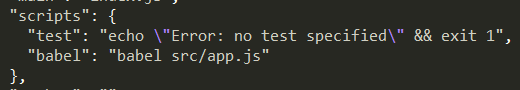 "scripts": {
"test": "echo \"Error: no test specified\" && exit 1",
"babel": "babel src/app.js"
},